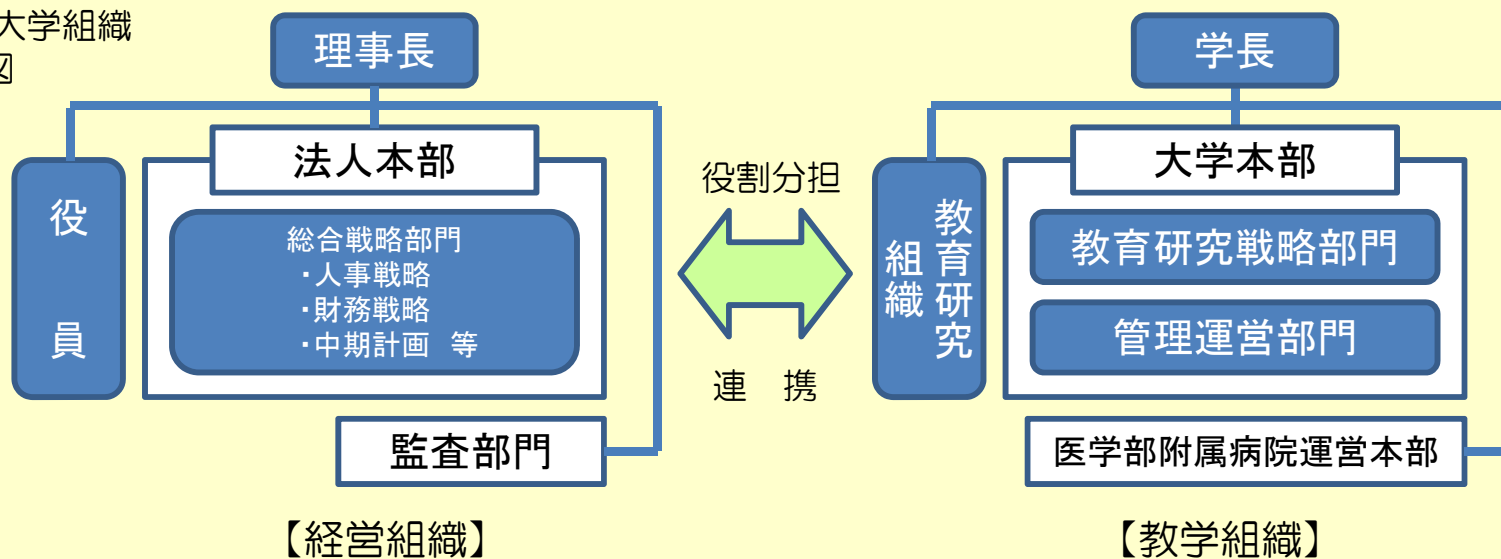 大学組織
図
理事長
法人本部
役員
総合戦略部門
・人事戦略
・財務戦略
・中期計画 等
監査部門
【経営組織】
役割分担
連 携
学長
大学本部
教育研究
組織
教育研究戦略部門
管理運営部門
医学部附属病院運営本部
【教学組織】